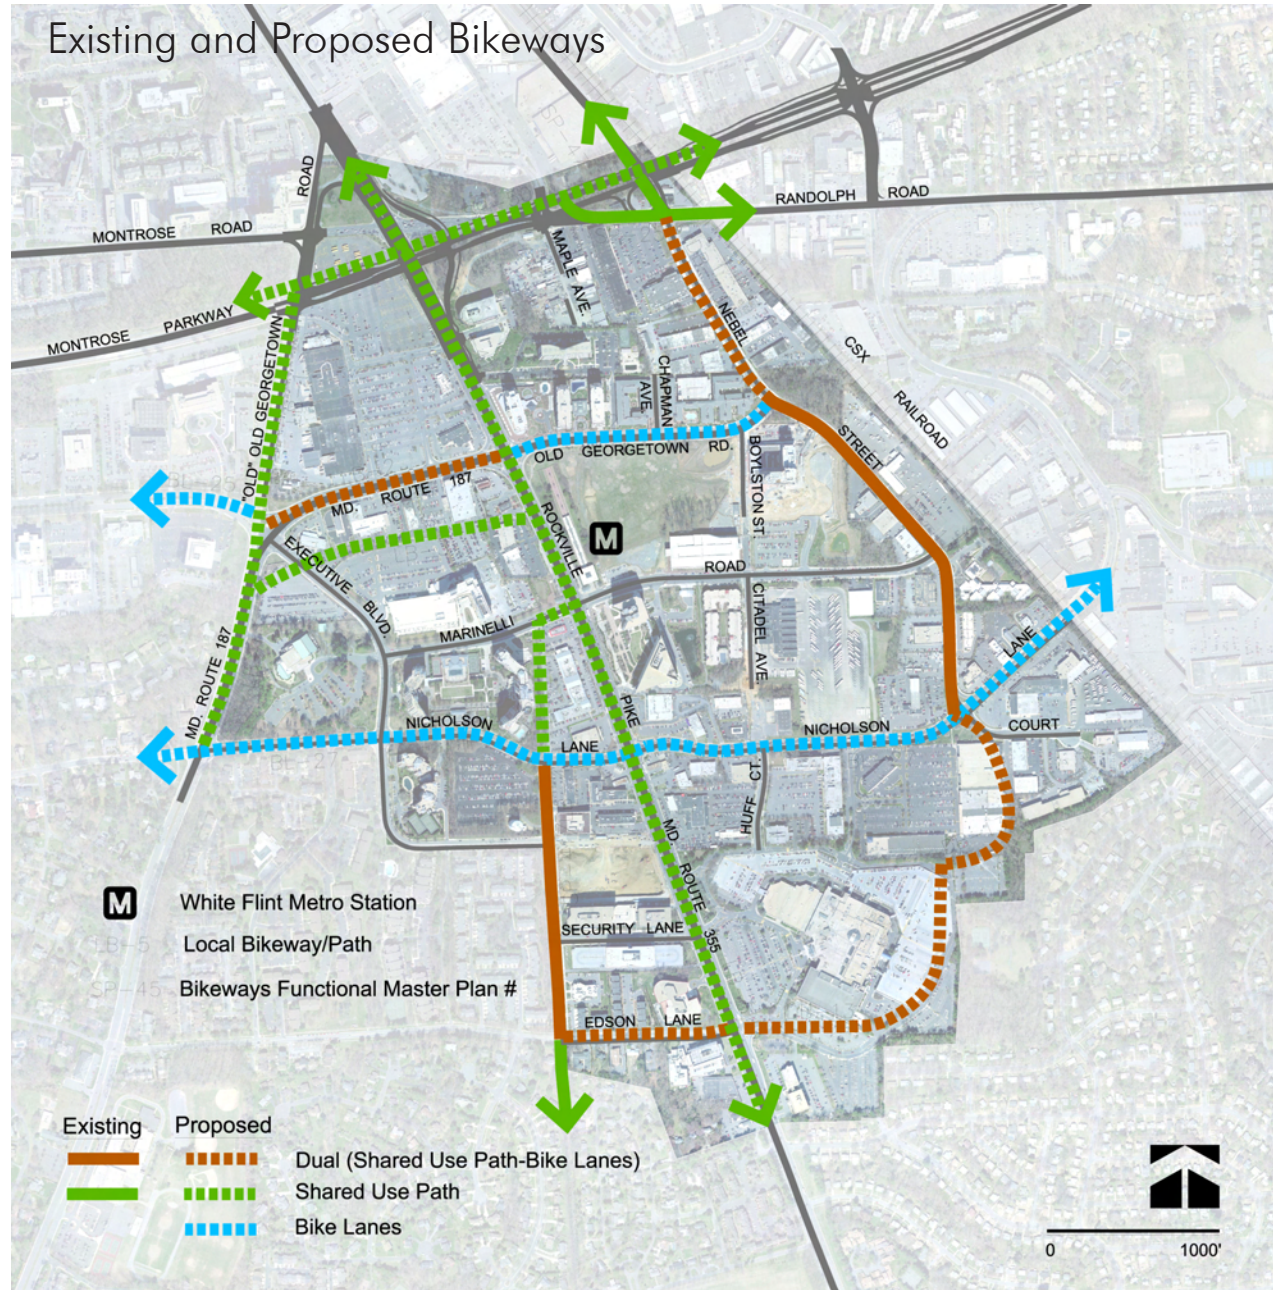 Existing and Proposed Bikeways
ROAD
RANDOLPH ROAD
MONTROSE ROAD
MAPLE AVE.
MONTROSE PARKWAY
NEBEL
CSX RAILROAD
"OLD" OLD GEORGETOWN
CHAPMAN AVE.
STREET
OLD GEORGETOWN RD.
BOYLSTON ST.
MD. ROUTE 187
ROCKVILLE
M
EXECUTIVE BLVD.
ROAD
MARINELLI
CITADEL AVE.
LANE
MD. ROUTE 187
PIKE
NICHOLSON
LANE
NICHOLSON
COURT
HUFF CT.
MD. ROUTE 355
M White Flint Metro Station
SECURITY LANE
LB-5 Local Bikeway/Path
SP-45 Bikeways Functional Master Plan #
EDSON LANE
Existing Proposed
Dual (Shared Use Path-Bike Lanes)
Shared Use Path
Bike Lanes
0 1000'